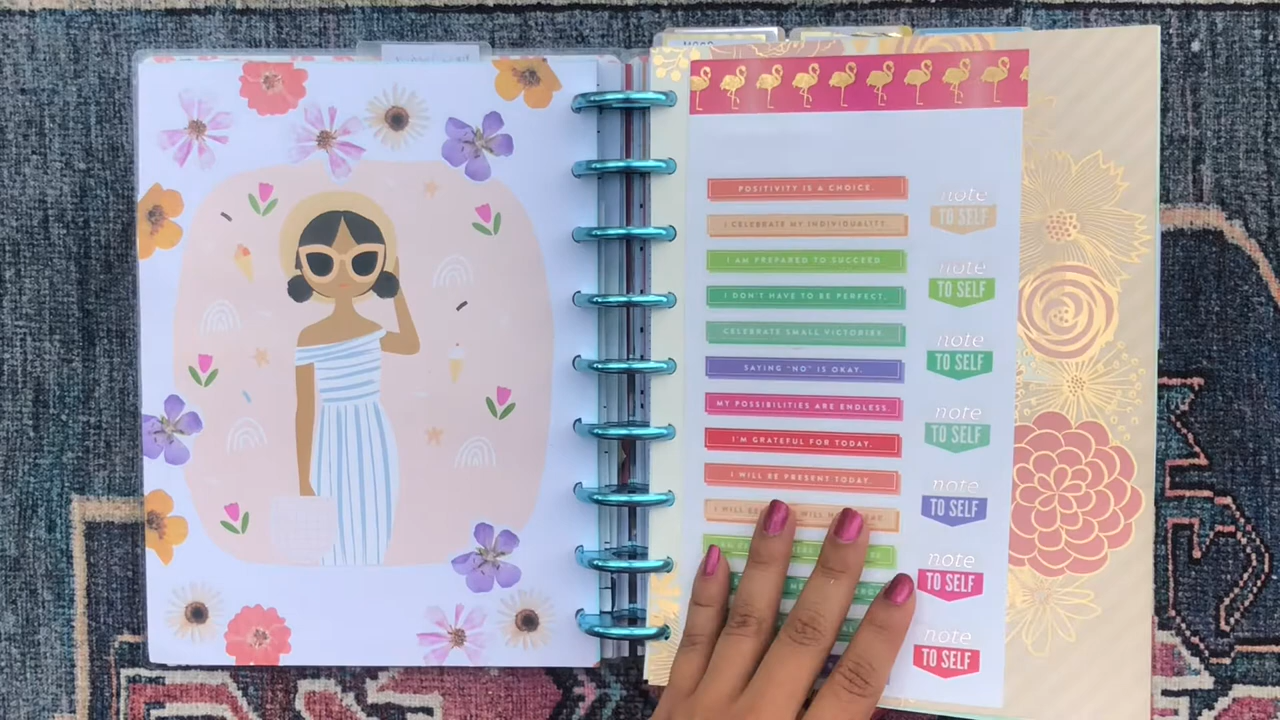 POSITIVITY IS A CHOICE.
note
TO SELF
I CELEBRATE MY INDIVIDUALITY.
I AM PREPARED TO SUCCEED
note
TO SELF
I DON'T HAVE TO BE PERFECT.
CELEBRATE SMALL VICTORIES.
note
TO SELF
SAYING "NO" IS OKAY.
MY POSSIBILITIES ARE ENDLESS.
note
TO SELF
I'M GRATEFUL FOR TODAY.
I WILL BE PRESENT TODAY.
note
TO SELF
I WILL WILL
note
TO SELF
note
TO SELF